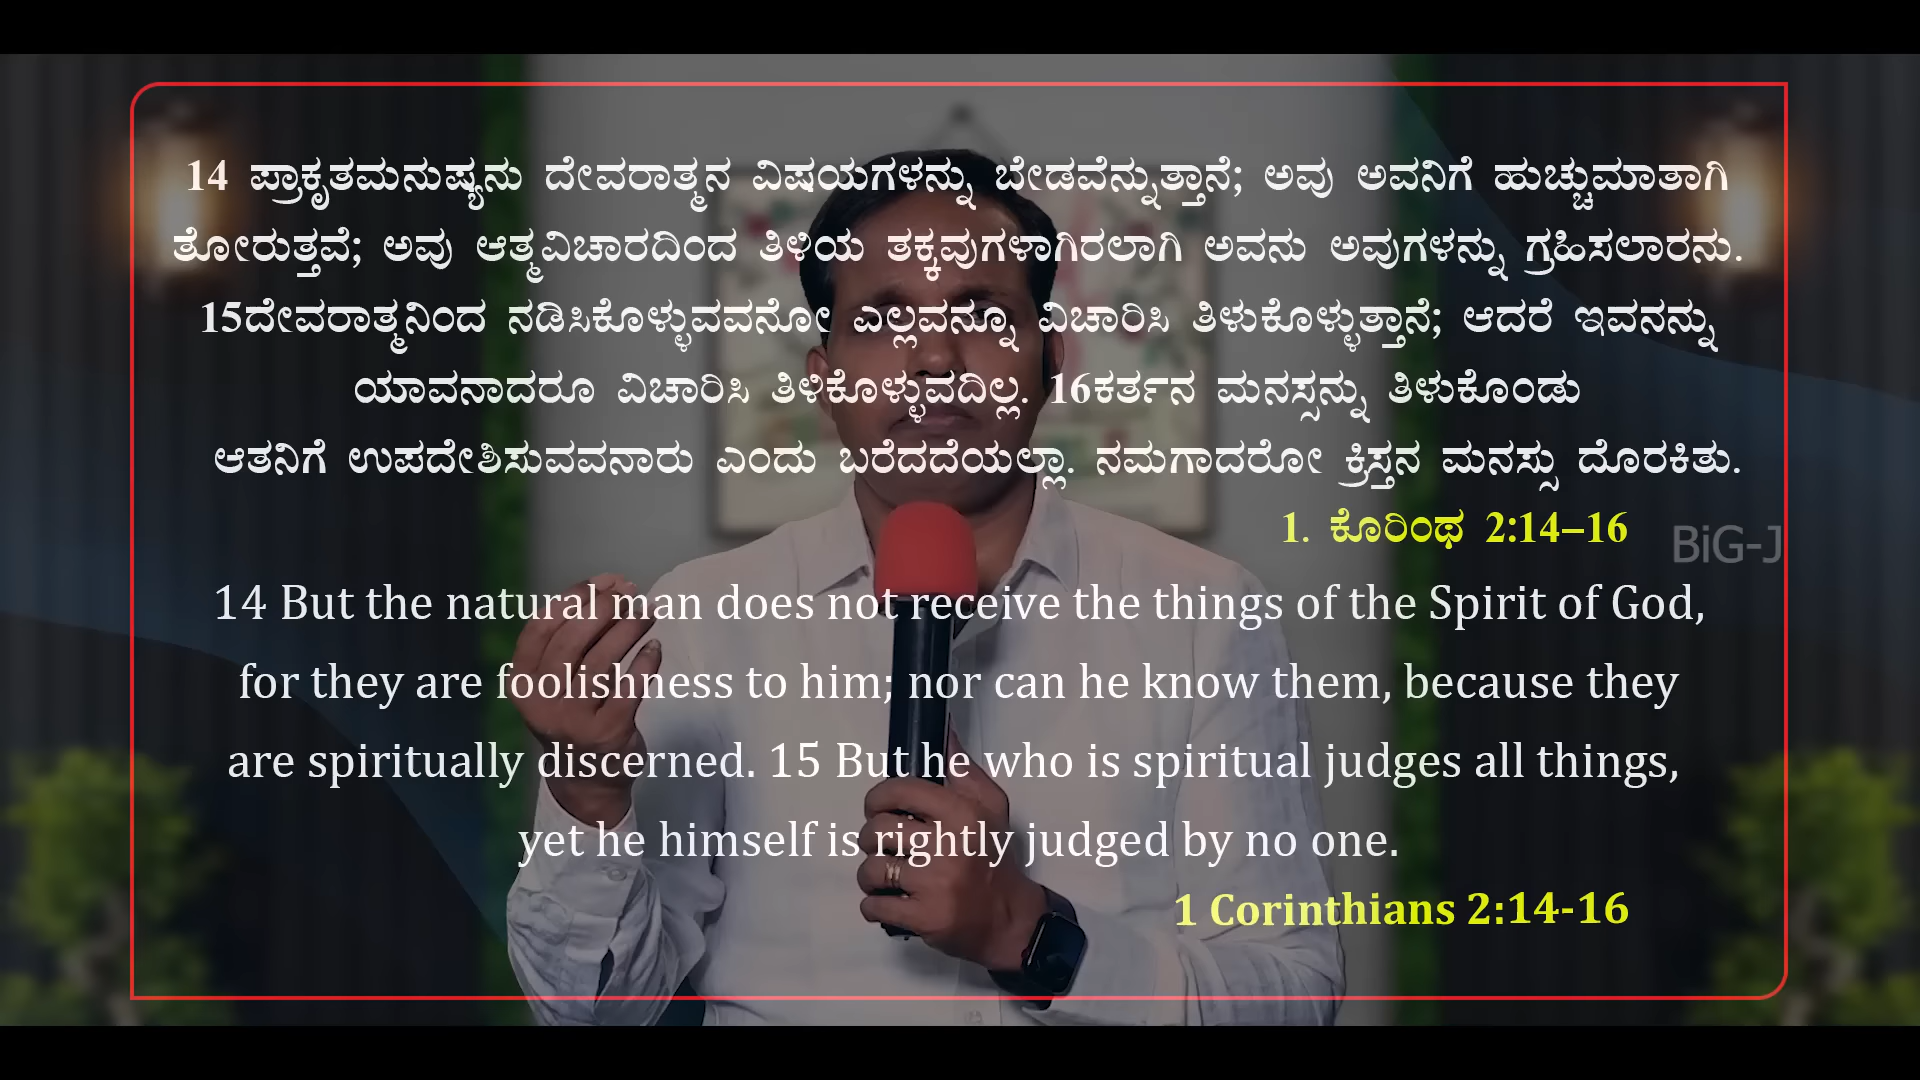 14 ಪ್ರಾಕೃತಮನುಷ್ಯನು ದೇವರಾತ್ಮನ ವಿಷಯಗಳನ್ನು ಬೇಡವೆನ್ನುತ್ತಾನೆ; ಅವು ಅವನಿಗೆ ಹುಚ್ಚುಮಾತಾಗಿ
ತೋರುತ್ತವೆ; ಅವು ಆತ್ಮವಿಚಾರದಿಂದ ತಿಳಿಯ ತಕ್ಕವುಗಳಾಗಿರಲಾಗಿ ಅವನು ಅವುಗಳನ್ನು ಗ್ರಹಿಸಲಾರನು.
15ದೇವರಾತ್ಮನಿಂದ ನಡಿಸಿಕೊಳ್ಳುವವನೋ ಎಲ್ಲವನ್ನೂ ವಿಚಾರಿಸಿ ತಿಳುಕೊಳ್ಳುತ್ತಾನೆ; ಆದರೆ ಇವನನ್ನು
ಯಾವನಾದರೂ ವಿಚಾರಿಸಿ ತಿಳಿಕೊಳ್ಳುವದಿಲ್ಲ. 16ಕರ್ತನ ಮನಸ್ಸನ್ನು ತಿಳುಕೊಂಡು
ಆತನಿಗೆ ಉಪದೇಶಿಸುವವನಾರು ಎಂದು ಬರೆದದೆಯಲ್ಲಾ. ನಮಗಾದರೋ ಕ್ರಿಸ್ತನ ಮನಸ್ಸು ದೊರಕಿತು.
1. ಕೊರಿಂಥ 2:14–16
BiG-J
14 But the natural man does not receive the things of the Spirit of God,
for they are foolishness to him; nor can he know them, because they
are spiritually discerned. 15 But he who is spiritual judges all things,
yet he himself is rightly judged by no one.
1 Corinthians 2:14-16